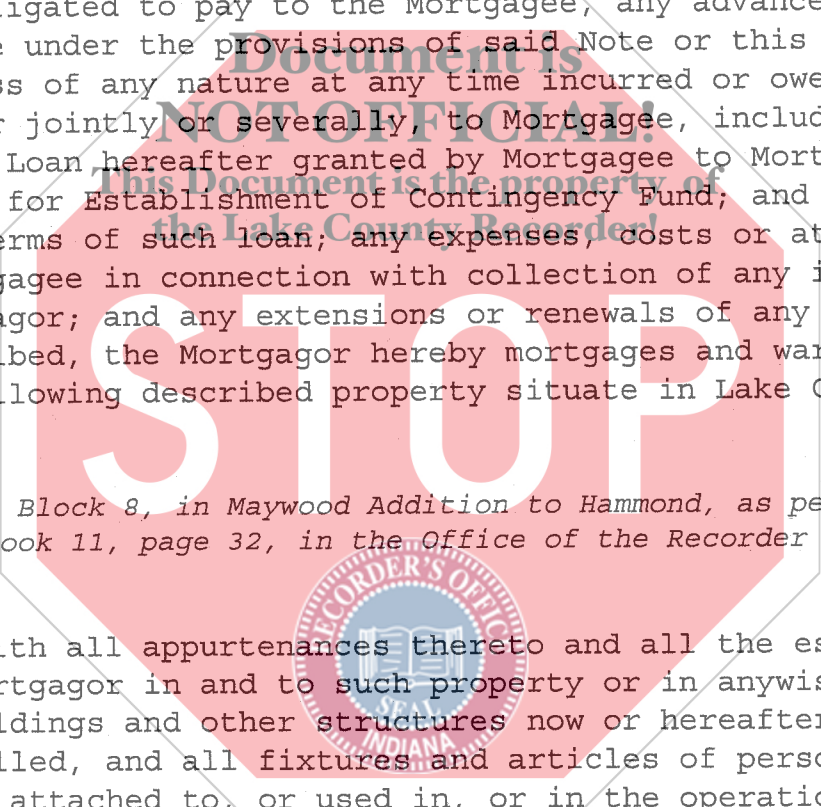 igated to pay to the Mortgagee, any advance
e under the provisions of said Note or this
Document is
ss of any nature at any time incurred or owe
NOT OFFICIAL!
r jointly or severally, to Mortgagee, includ
Loan hereafter granted by Mortgagee to Mort
This Document is the property of
for Establishment of Contingency Fund; and
the Lake County Recorder!
erms of such loan; any expenses, costs or at
gagee in connection with collection of any i
agor; and any extensions or renewals of any
STOP
ibed, the Mortgagor hereby mortgages and war
llowing described property situate in Lake C
Block 8, in Maywood Addition to Hammond, as pe
ook 11, page 32, in the Office of the Recorder
RECORDER'S OFFICE
ith all appurtenances thereto and all the es
rtgagor in and to such property or in anywis
SEAL
ldings and other structures now or hereafter
INDIANA
lled, and all fixtures and articles of perso
attached to, or used in, or in the operatio